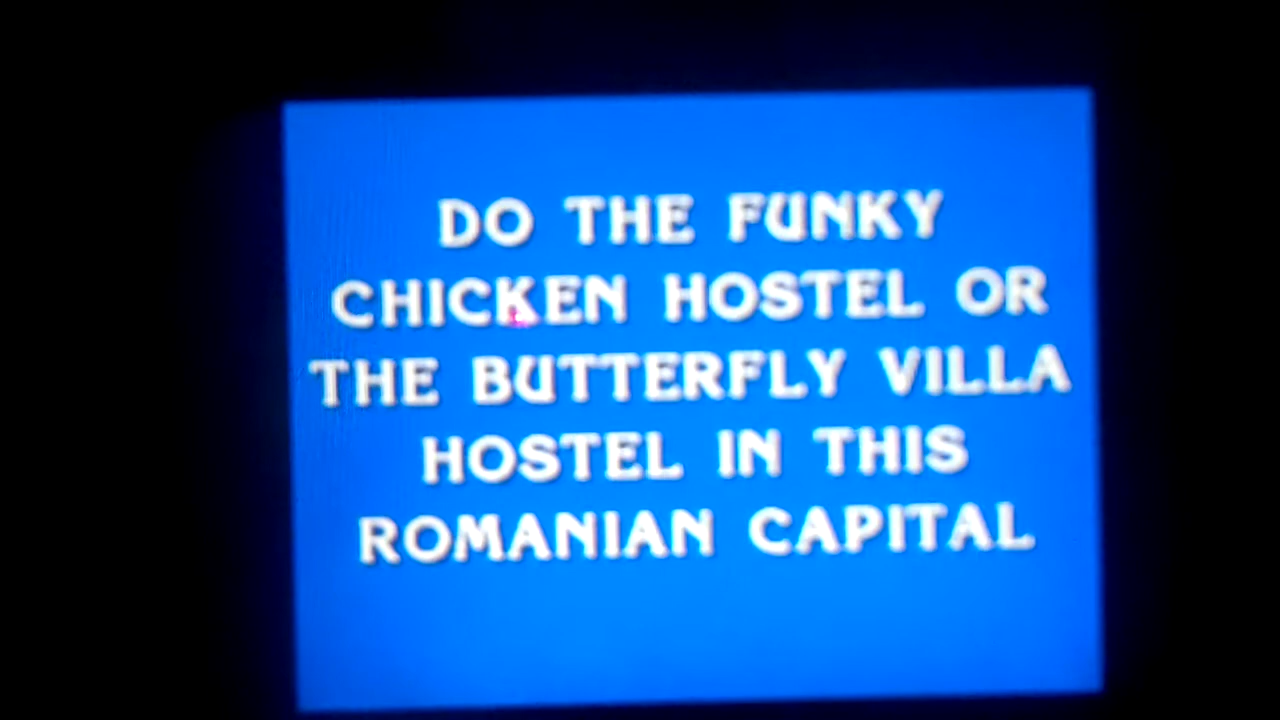 DO THE FUNKY
CHICKEN HOSTEL OR
THE BUTTERFLY VILLA
HOSTEL IN THIS
ROMANIAN CAPITAL